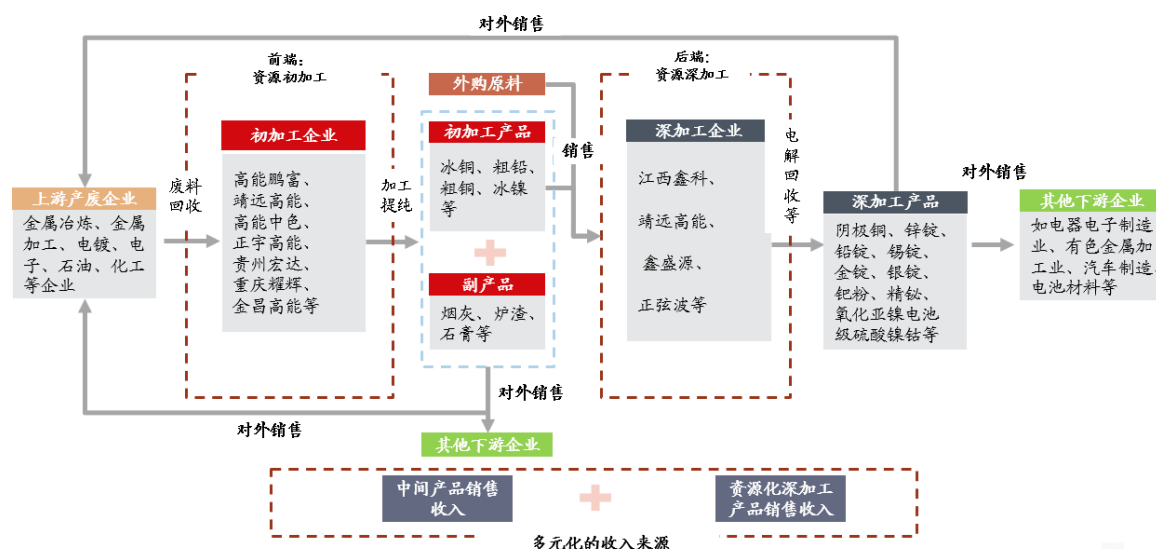 对外销售
前端：
资源初加工
后端：
资源深加工
外购原料
初加工企业
高能鹏富、
靖远高能、
高能中色、
正宇高能、
贵州宏达、
重庆耀辉、
金昌高能等
初加工产品
冰铜、粗铅、
粗铜、冰镍
等
副产品
烟灰、炉渣、
石膏等
销售
深加工企业
江西鑫科、
靖远高能、
鑫盛源、
正弦波等
电
解
回
收
等
废料
回收
加工
提纯
上游产废企业
金属冶炼、金属
加工、电镀、电
子、石油、化工
等企业
深加工产品
阴极铜、锌锭、
铅锭、锡锭、
金锭、银锭、
钯粉、精铋、
氧化亚镍电池
级硫酸镍钴等
对外销售
其他下游企业
如电器电子制造
业、有色金属加
工业、汽车制造、
电池材料等
对外销售
对外销售
其他下游企业
中间产品销售
收入
资源化深加工
产品销售收入
多元化的收入来源